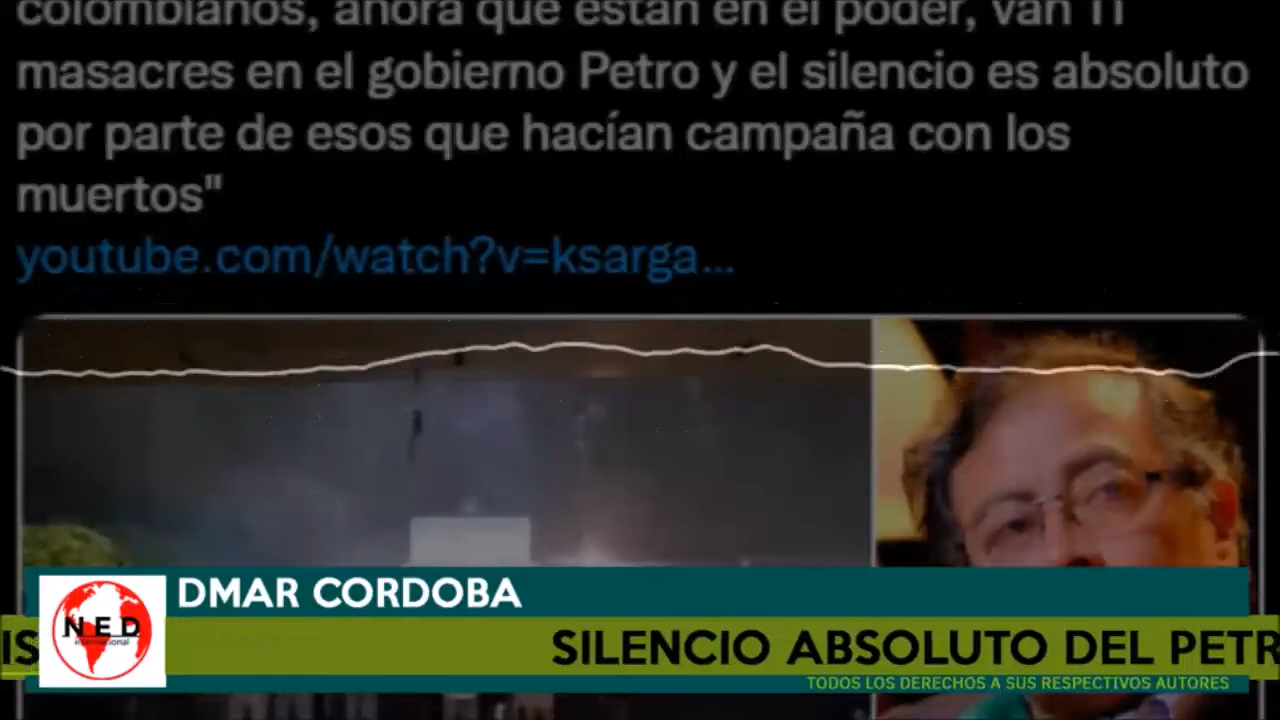 colombianos, ahora que están en el poder, van 11
masacres en el gobierno Petro y el silencio es absoluto
por parte de esos que hacían campaña con los
muertos"
youtube.com/watch?v=ksarga...
DMAR CORDOBA
NED
international
IS
SILENCIO ABSOLUTO DEL PETR
TODOS LOS DERECHOS A SUS RESPECTIVOS AUTORES